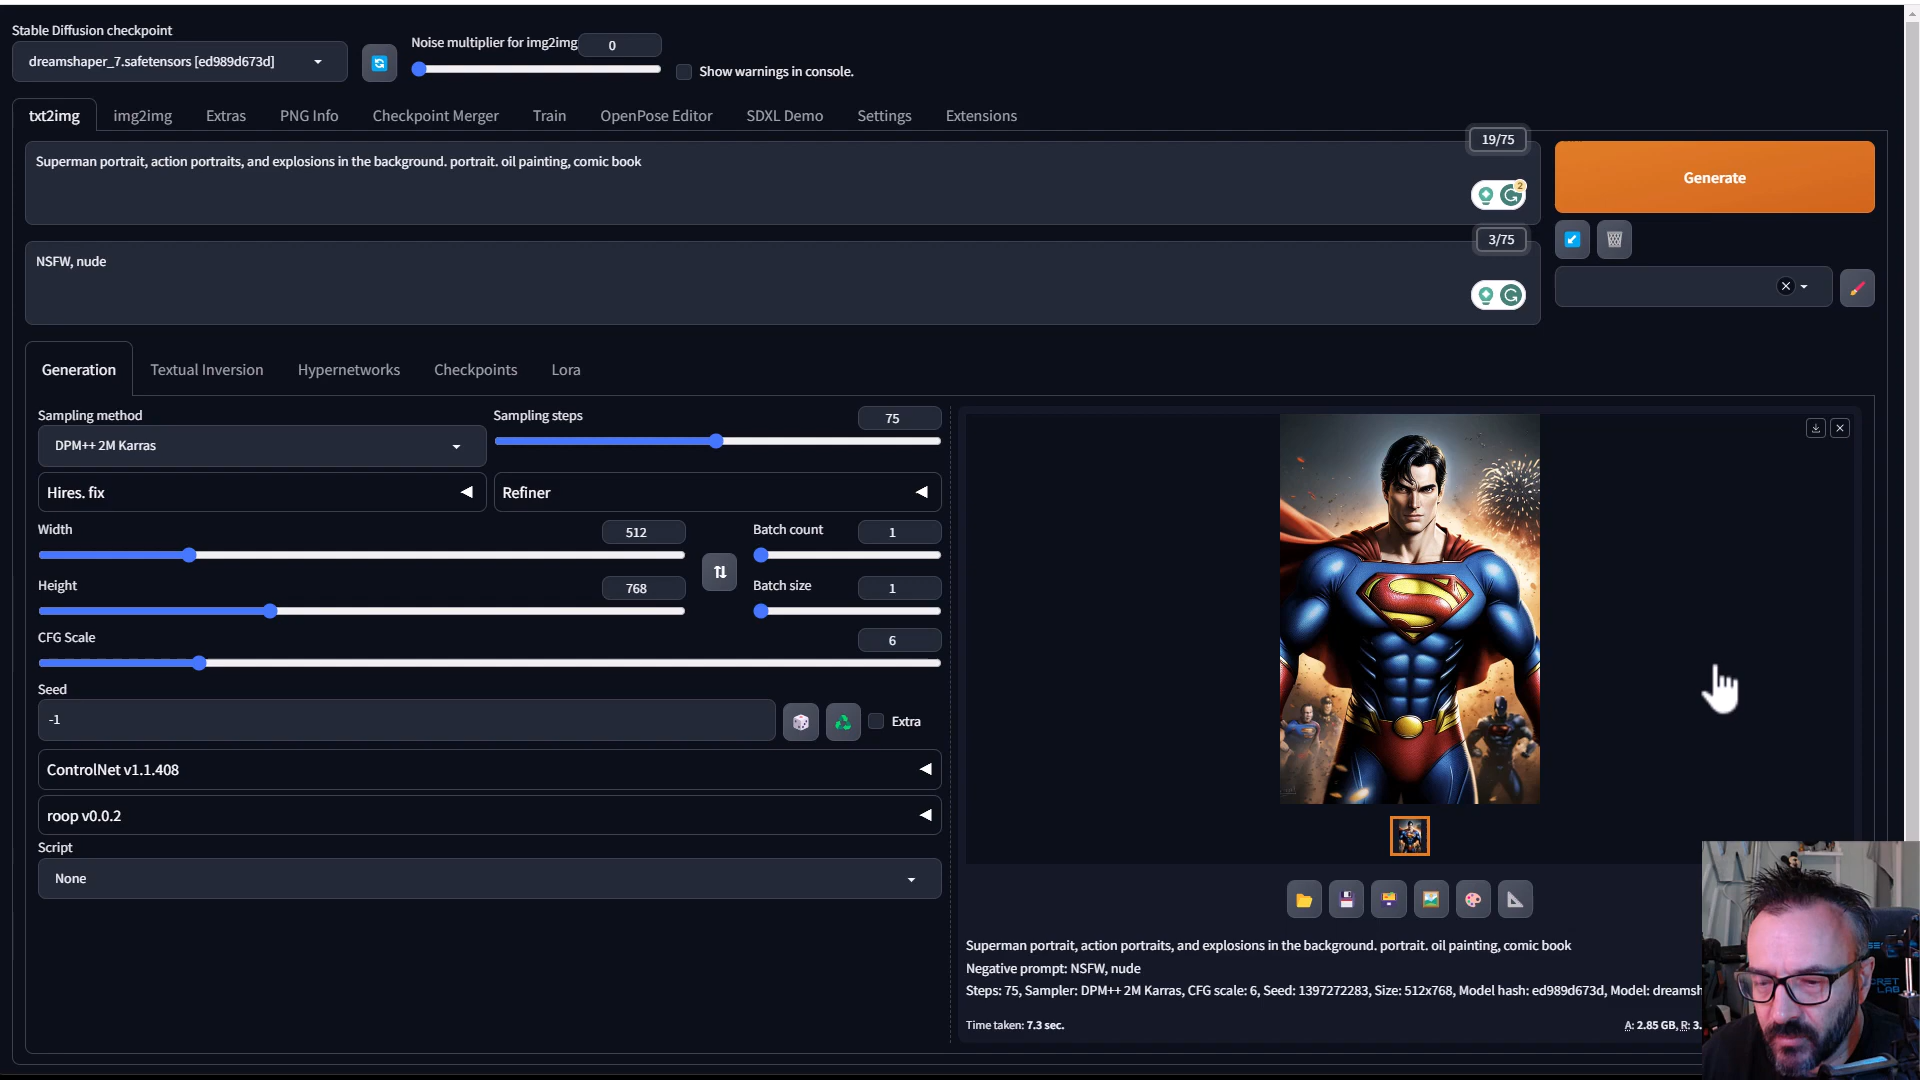 Stable Diffusion checkpoint
dreamshaper_7.safetensors [ed989d673d]
Noise multiplier for img2img
0
Show warnings in console.
txt2img
img2img
Extras
PNG Info
Checkpoint Merger
Train
OpenPose Editor
SDXL Demo
Settings
Extensions
19/75
Superman portrait, action portraits, and explosions in the background. portrait. oil painting, comic book
2
Generate
3/75
NSFW, nude
Generation
Textual Inversion
Hypernetworks
Checkpoints
Lora
Sampling method
DPM++ 2M Karras
Sampling steps
75
Hires. fix
Refiner
Width
512
Batch count
1
Height
768
Batch size
1
CFG Scale
6
Seed
-1
Extra
ControlNet v1.1.408
roop v0.0.2
Script
None
S
Superman portrait, action portraits, and explosions in the background. portrait. oil painting, comic book
Negative prompt: NSFW, nude
Steps: 75, Sampler: DPM++ 2M Karras, CFG scale: 6, Seed: 1397272283, Size: 512x768, Model hash: ed989d673d, Model: dreamsh
Time taken: 7.3 sec.
A: 2.85 GB, R: 3.